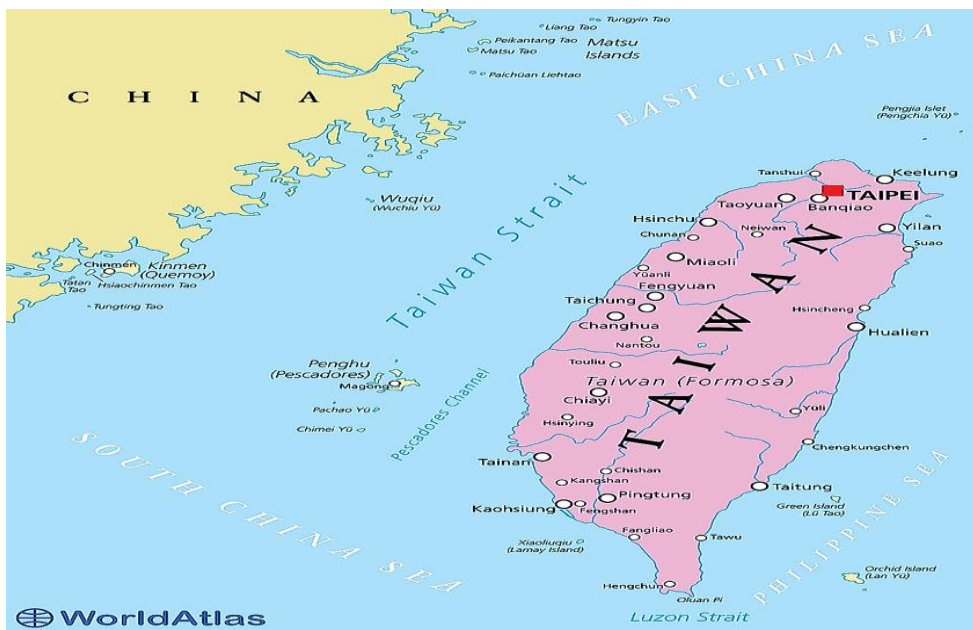 Tungyin Tao
Liang Tao
Peikantang Tao
Matsu Tao
Matsu
Islands
Paichüan Liehtao
EAST CHINA SEA
CHINA
Pengjia Islet
(Pengchia Yü)
Tanshui
Keelung
TAIPEI
Taoyuan
Banqiao
Wuqiu
(Wuchiu Yü)
Taiwan Strait
Hsinchu
Neiwan
Yilan
Chunan
Suao
Miaoli
Yüanli
Fengyuan
Chinmen
Kinmen
(Quemoy)
Tatan
Tao
Hsiaochinmen Tao
Tungting Tao
Taichung
Hsincheng
Changhua
Hualien
Nantou
TAIWAN
Penghu
(Pescadores)
Magong
Touliu
Taiwan (Formosa)
Chiayi
Pescadores Channel
Pachao Yü
Yüli
Hsinying
Chimei Yü
Chengkungchen
SOUTH CHINA SEA
Tainan
Chishan
Kangshan
Pingtung
Taitung
Kaohsiung
Fengshan
Green Island
(Lü Tao)
PHILIPPINE SEA
Fangliao
Tawu
Xiaoliuqiu
(Lamay Island)
Orchid Island
(Lan Yü)
Hengchun
Oluan Pi
Luzon Strait
WorldAtlas